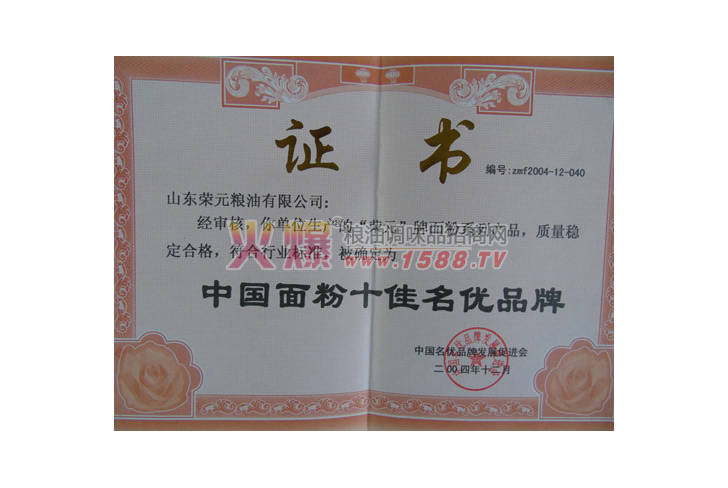 证 书
编号:zmf2004-12-040
山东荣元粮油有限公司:
经审核,你单位生产的“荣元”牌面粉系列产品,质量稳
定合格,符合行业标准,被确定为
火爆 粮油调味品招商网
www.1588.TV
中国面粉十佳名优品牌
中国名优品牌发展促进会
二00四年十二月